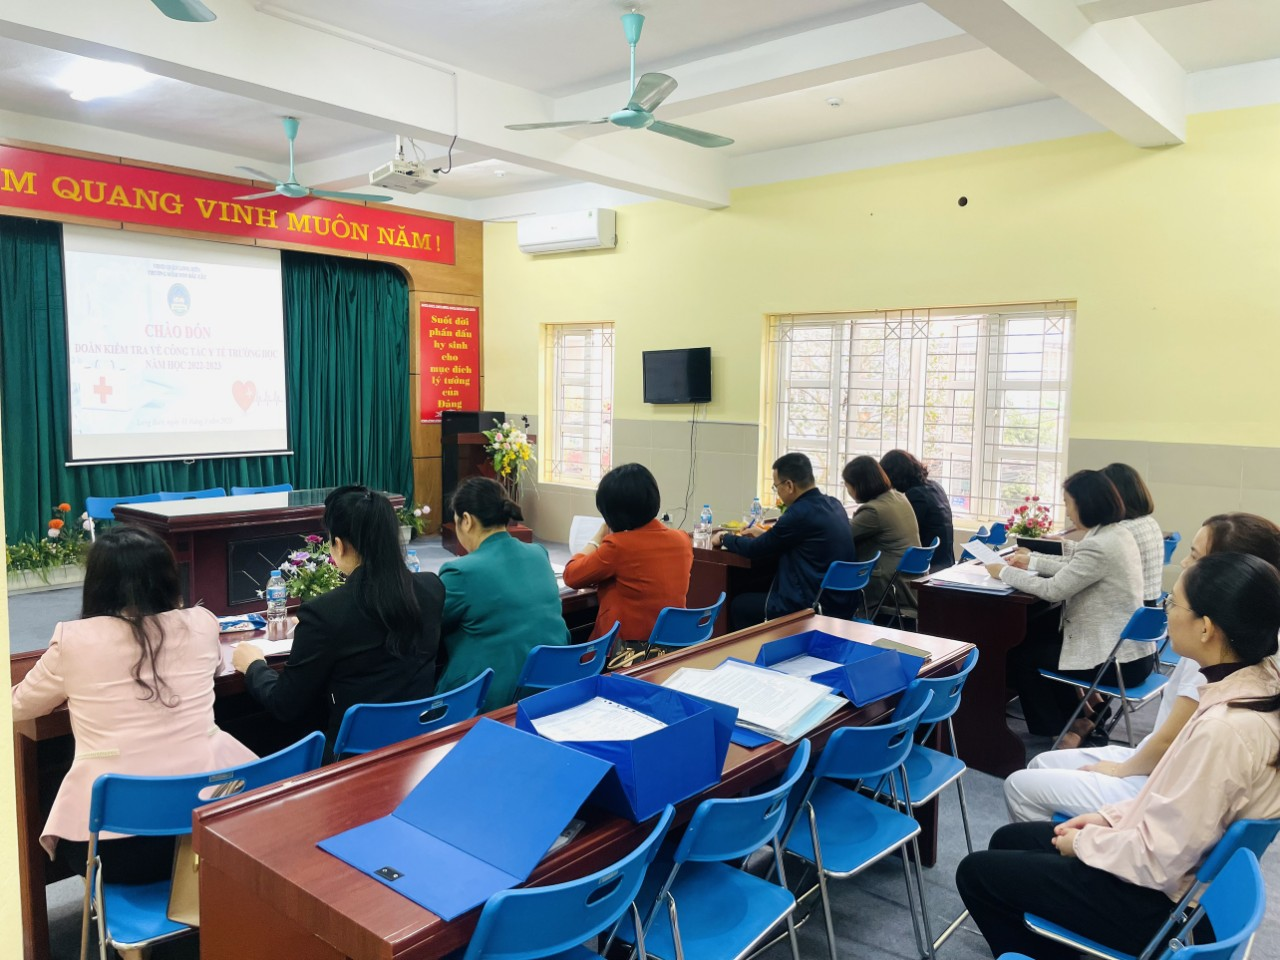 M QUANG VINH MUÔN NĂM!
CHÀO ĐÓN
ĐOÀN KIỂM TRA VỀ CÔNG TÁC Y TẾ TRƯỜNG HỌC
NĂM HỌC 2022-2023
Suốt đời
phấn đấu
hy sinh
cho
mục đích
lý tưởng
của
Đảng